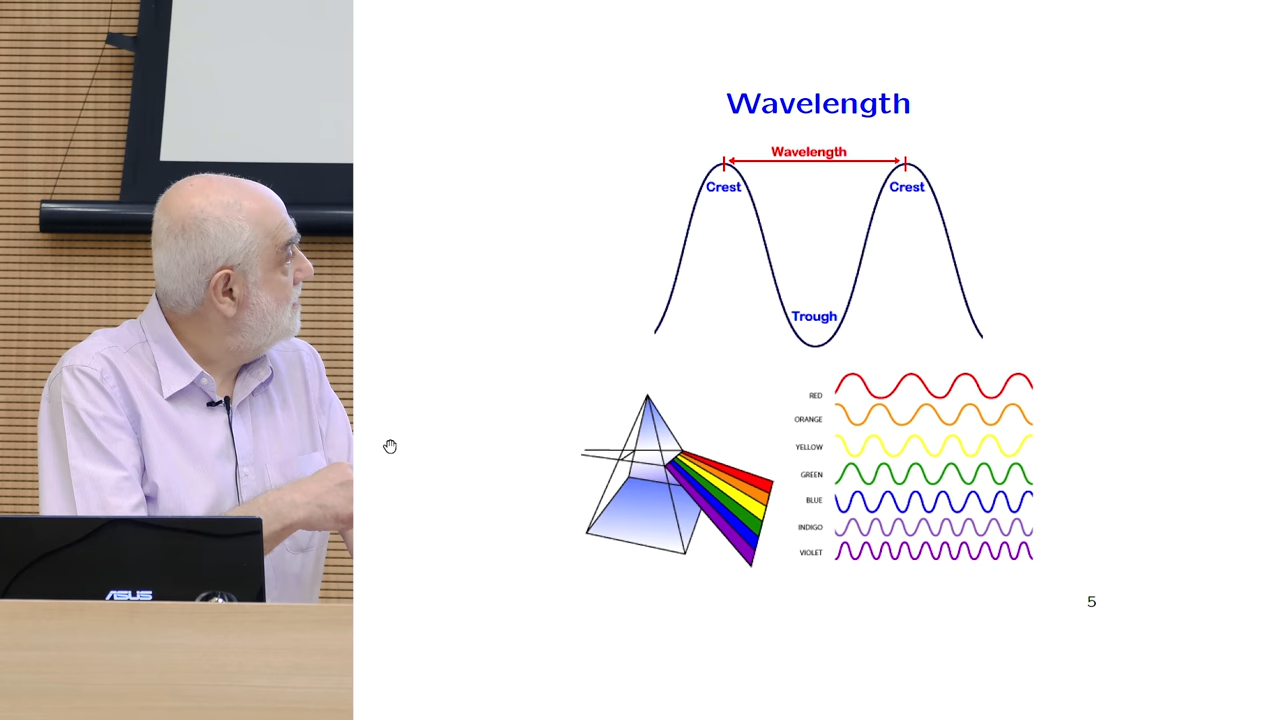 Wavelength
Wavelength
Crest
Crest
Trough
RED
ORANGE
YELLOW
GREEN
BLUE
INDIGO
VIOLET
5
ASUS